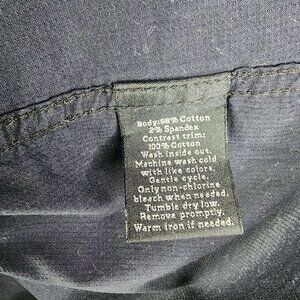 Body: 98% Cotton
2% Spandex
Contrast trim:
100% Cotton
Wash inside out.
Machine wash cold
with like colors.
Gentle cycle.
Only non-chlorine
bleach when needed.
Tumble dry low.
Remove promptly.
Warm iron if needed.